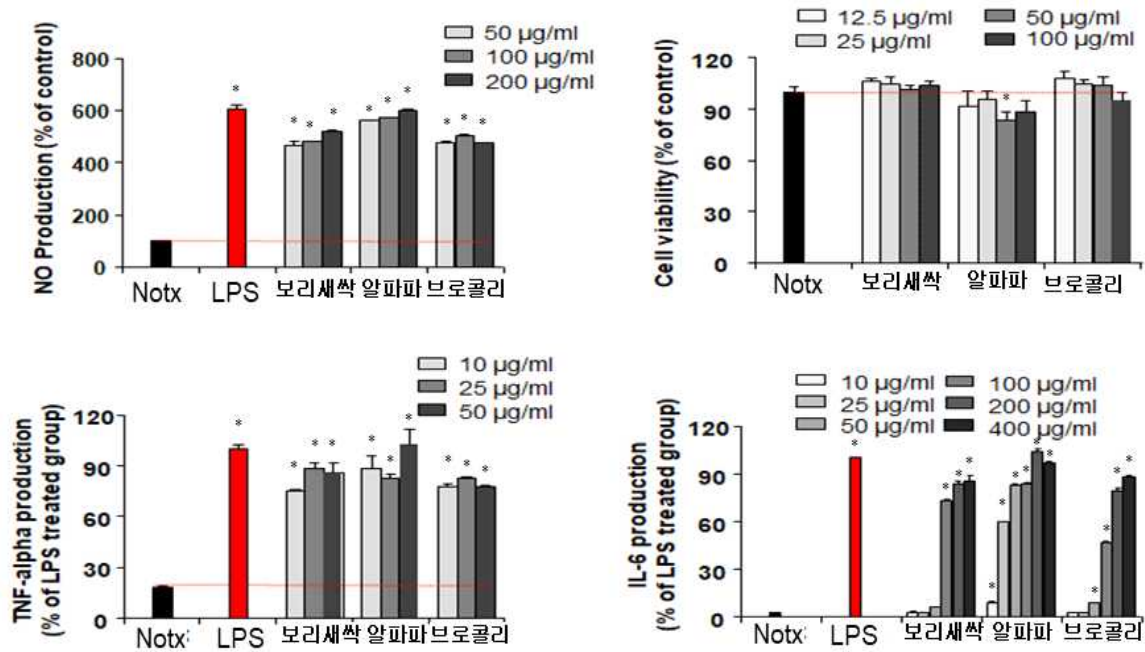 NO Production (% of control)
800
600
400
200
0
50 µg/ml
100 µg/ml
200 µg/ml
* * * * * * * * * *
Notx LPS 보리새싹 알파파 브로콜리
Cell viability (% of control)
120
90
60
90
0
12.5 µg/ml
25 µg/ml
50 µg/ml
100 µg/ml
*
Notx 보리새싹 알파파 브로콜리
TNF-alpha production
(% of LPS treated group)
120
90
60
20
0
10 µg/ml
25 µg/ml
50 µg/ml
* * * * * * * * * *
Notx: LPS 보리새싹 알파파 브로콜리
IL-6 production
(% of LPS treated group)
120
90
60
90
0
10 µg/ml
25 µg/ml
50 µg/ml
100 µg/ml
200 µg/ml
400 µg/ml
* * * * * * * * * * * * * *
Notx: LPS 보리새싹 알파파 브로콜리